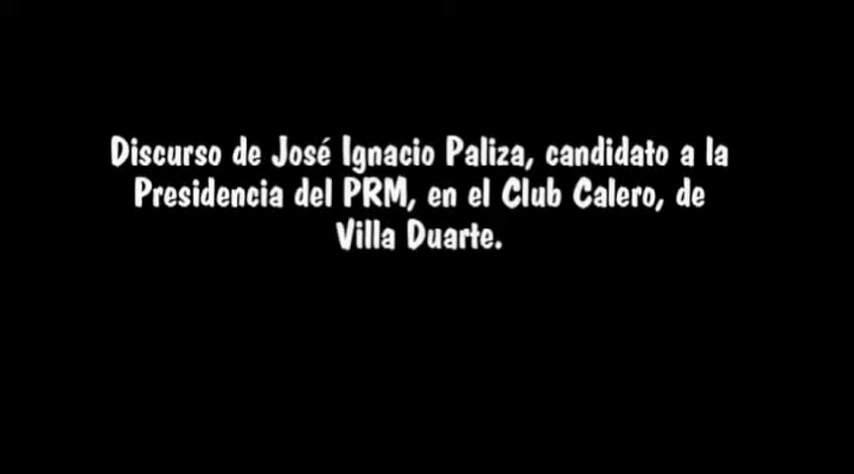 Discurso de José Ignacio Paliza, candidato a la
Presidencia del PRM, en el Club Calero, de
Villa Duarte.